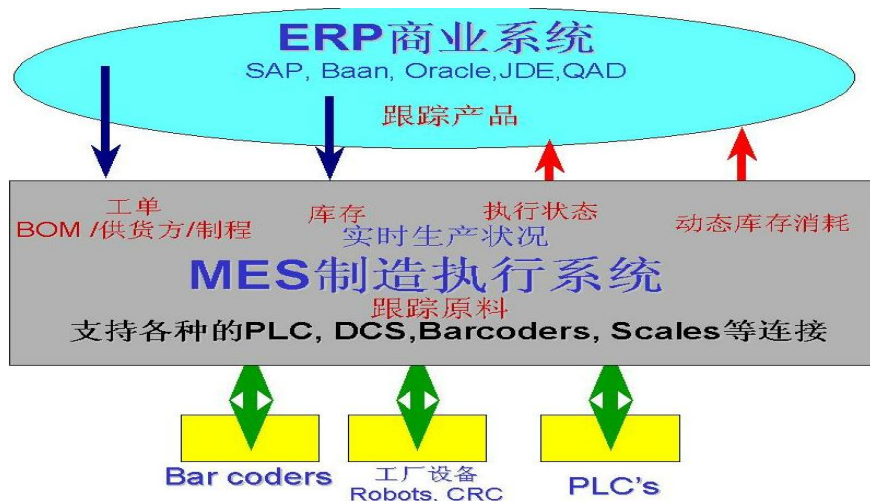 ERP商业系统
SAP, Baan, Oracle,JDE,QAD
跟踪产品
工单
BOM /供货方/制程
库存
执行状态
动态库存消耗
实时生产状况
MES制造执行系统
跟踪原料
支持各种的PLC, DCS,Barcoders, Scales等连接
Bar coders
工厂设备
Robots, CRC
PLC's